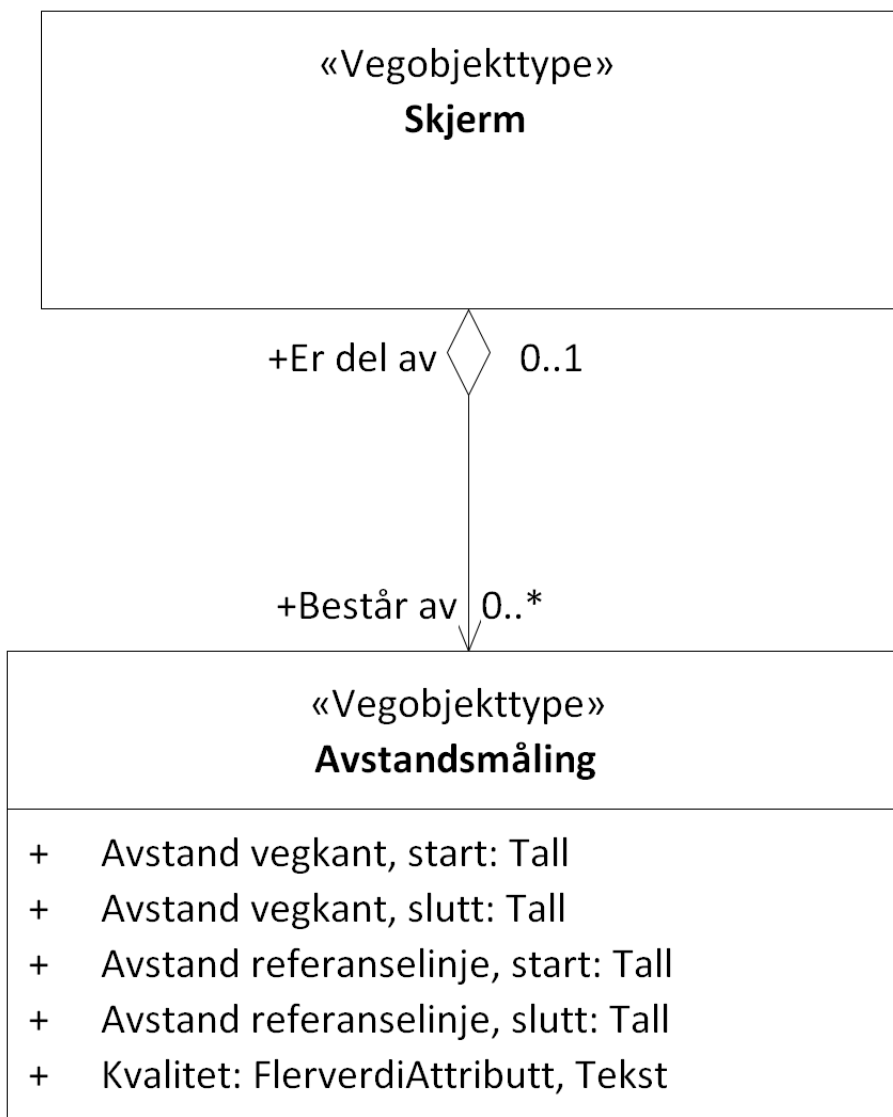 «Vegobjekttype»
Skjerm
+Er del av 0..1
+Består av 0..*
«Vegobjekttype»
Avstandsmåling
+ Avstand vegkant, start: Tall
+ Avstand vegkant, slutt: Tall
+ Avstand referanselinje, start: Tall
+ Avstand referanselinje, slutt: Tall
+ Kvalitet: FlerverdiAttributt, Tekst